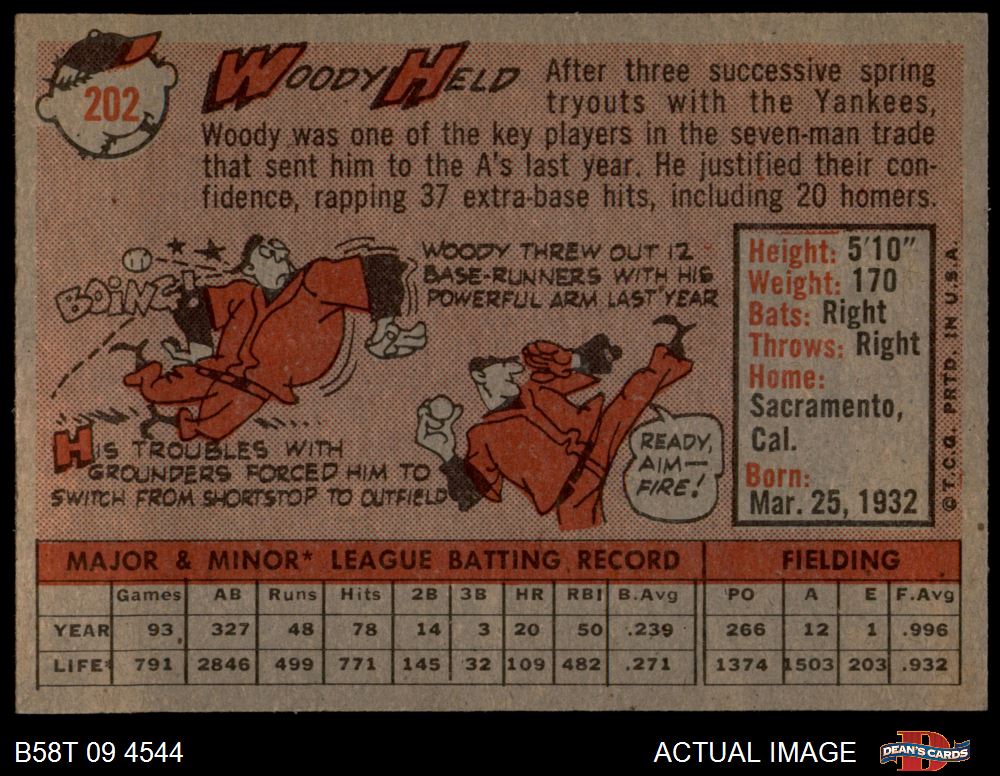 202
WOODY HELD
After three successive spring
tryouts with the Yankees,
Woody was one of the key players in the seven-man trade
that sent him to the A's last year. He justified their con-
fidence, rapping 37 extra-base hits, including 20 homers.
BOING!
WOODY THREW OUT 12
BASE-RUNNERS WITH HIS
POWERFUL ARM LAST YEAR
HIS TROUBLES WITH
GROUNDERS FORCED HIM TO
SWITCH FROM SHORTSTOP TO OUTFIELD
READY,
AIM—
FIRE!
Height: 5'10"
Weight: 170
Bats: Right
Throws: Right
Home:
Sacramento,
Cal.
Born:
Mar. 25, 1932
© T.C.G. PRTD. IN U.S.A.
MAJOR & MINOR* LEAGUE BATTING RECORD FIELDING
Games AB Runs Hits 2B 3B HR RBI B.Avg PO A E F.Avg
YEAR 93 327 48 78 14 3 20 50 .239 266 12 1 .996
LIFE* 791 2846 499 771 145 32 109 482 .271 1374 1503 203 .932
B58T 09 4544
ACTUAL IMAGE
DEAN'S CARDS